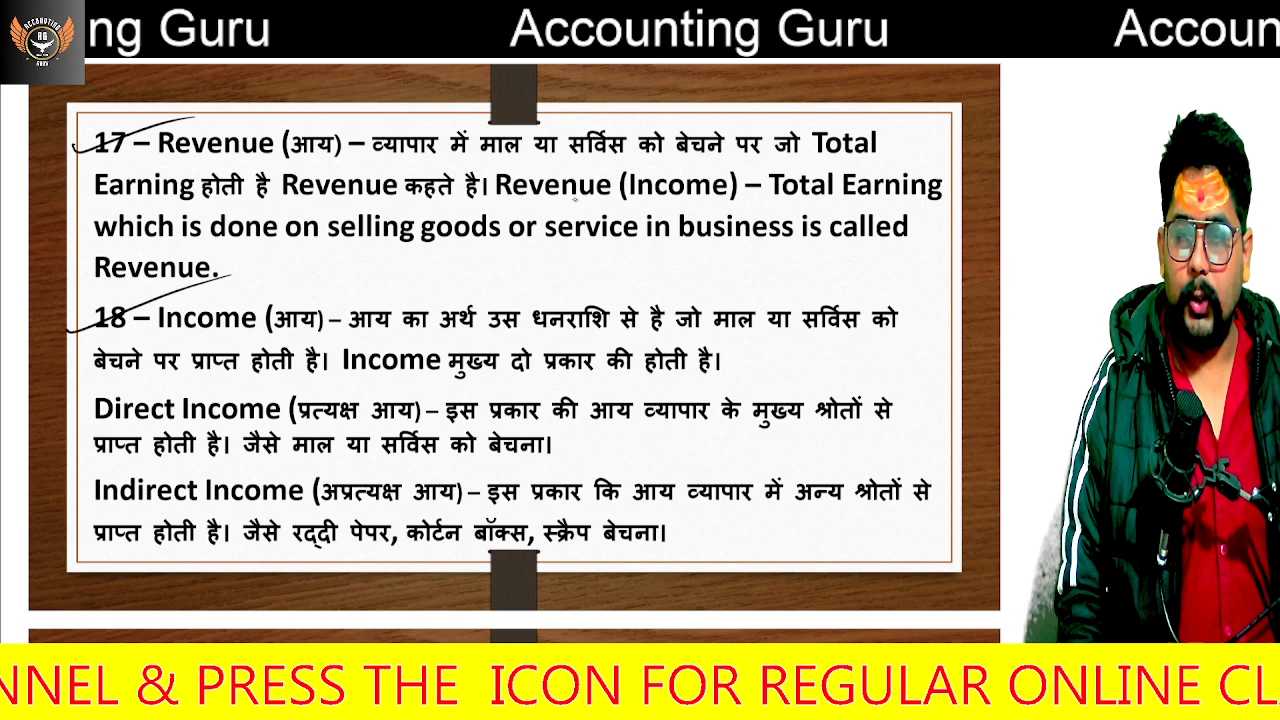 ng Guru Accounting Guru Accoun
ACCOUNTING
AG
GURU
17 – Revenue (आय) – व्यापार में माल या सर्विस को बेचने पर जो Total
Earning होती है Revenue कहते है। Revenue (Income) – Total Earning
which is done on selling goods or service in business is called
Revenue.
18 – Income (आय) – आय का अर्थ उस धनराशि से है जो माल या सर्विस को
बेचने पर प्राप्त होती है। Income मुख्य दो प्रकार की होती है।
Direct Income (प्रत्यक्ष आय) – इस प्रकार की आय व्यापार के मुख्य श्रोतों से
प्राप्त होती है। जैसे माल या सर्विस को बेचना।
Indirect Income (अप्रत्यक्ष आय) – इस प्रकार कि आय व्यापार में अन्य श्रोतों से
प्राप्त होती है। जैसे रद्दी पेपर, कोर्टन बॉक्स, स्क्रैप बेचना।
NNEL & PRESS THE ICON FOR REGULAR ONLINE CL